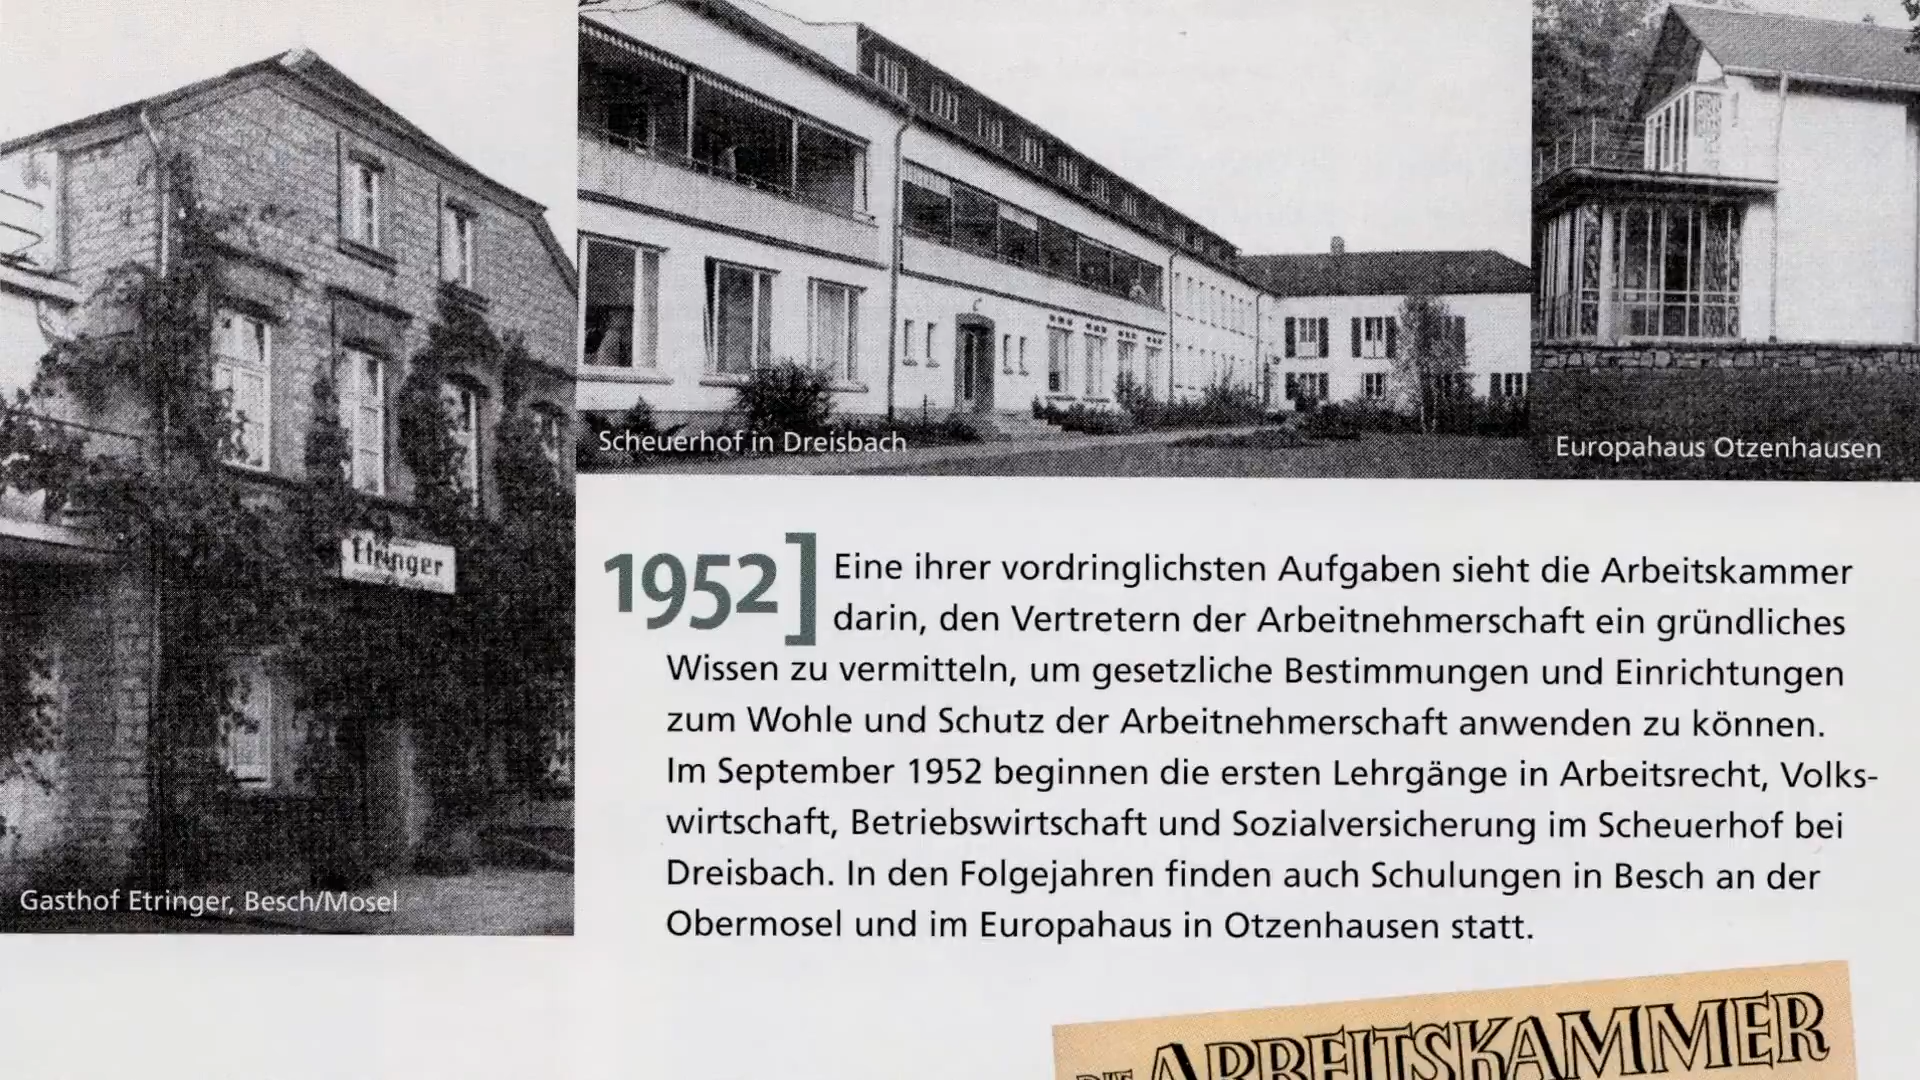 Scheuerhof in Dreisbach
Europahaus Otzenhausen
Etringer
Gasthof Etringer, Besch/Mosel
1952]
Eine ihrer vordringlichsten Aufgaben sieht die Arbeitskammer
darin, den Vertretern der Arbeitnehmerschaft ein gründliches
Wissen zu vermitteln, um gesetzliche Bestimmungen und Einrichtungen
zum Wohle und Schutz der Arbeitnehmerschaft anwenden zu können.
Im September 1952 beginnen die ersten Lehrgänge in Arbeitsrecht, Volks-
wirtschaft, Betriebswirtschaft und Sozialversicherung im Scheuerhof bei
Dreisbach. In den Folgejahren finden auch Schulungen in Besch an der
Obermosel und im Europahaus in Otzenhausen statt.
DIE ARBEITSKAMMER